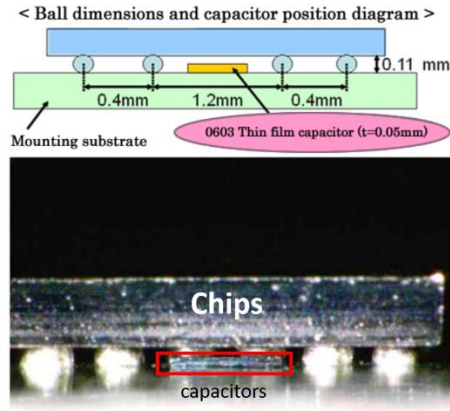 < Ball dimensions and capacitor position diagram >
0.11 mm
0.4mm 1.2mm 0.4mm
Mounting substrate
0603 Thin film capacitor (t=0.05mm)
Chips
capacitors